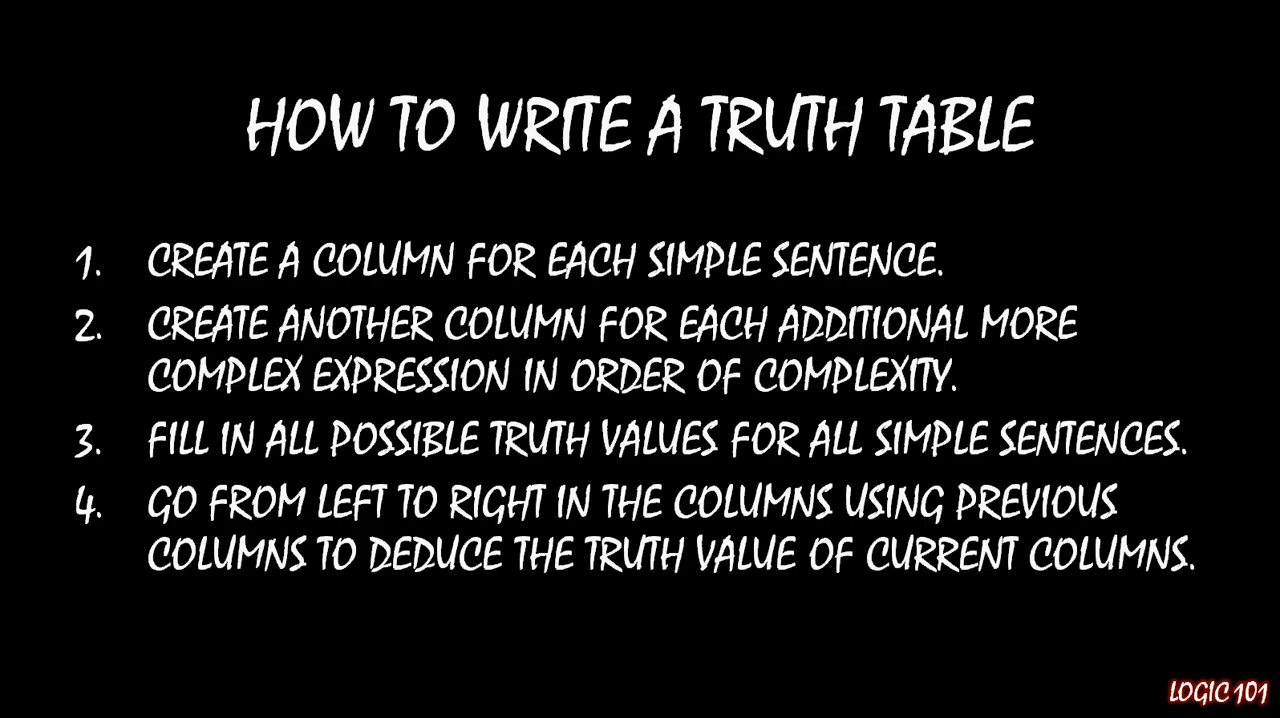 HOW TO WRITE A TRUTH TABLE
1. CREATE A COLUMN FOR EACH SIMPLE SENTENCE.
2. CREATE ANOTHER COLUMN FOR EACH ADDITIONAL MORE
COMPLEX EXPRESSION IN ORDER OF COMPLEXITY.
3. FILL IN ALL POSSIBLE TRUTH VALUES FOR ALL SIMPLE SENTENCES.
4. GO FROM LEFT TO RIGHT IN THE COLUMNS USING PREVIOUS
COLUMNS TO DEDUCE THE TRUTH VALUE OF CURRENT COLUMNS.
LOGIC 101